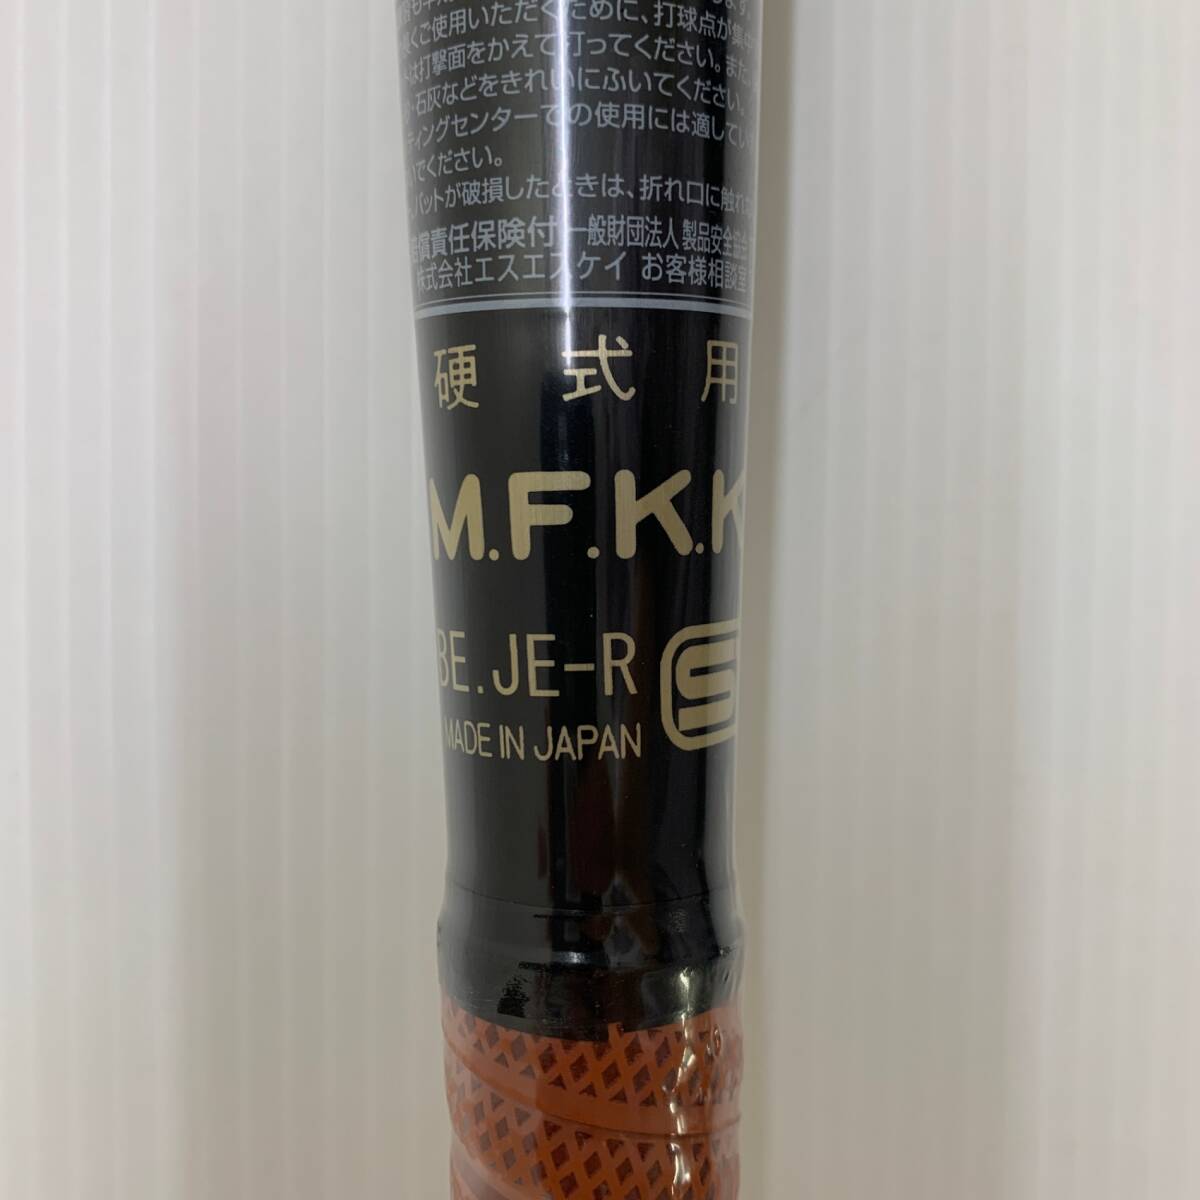 くご使用いただくために、打球点が集中
は打撃面をかえて打ってください。また
・石灰などをきれいにふいてください。
ティングセンターでの使用には適してい
でください。
バットが破損したときは、折れ口に触れ
償責任保険付 一般財団法人製品安全協会
株式会社エスエスケイ お客様相談室
硬式用
M.F.K.K
BE.JE-R S
MADE IN JAPAN